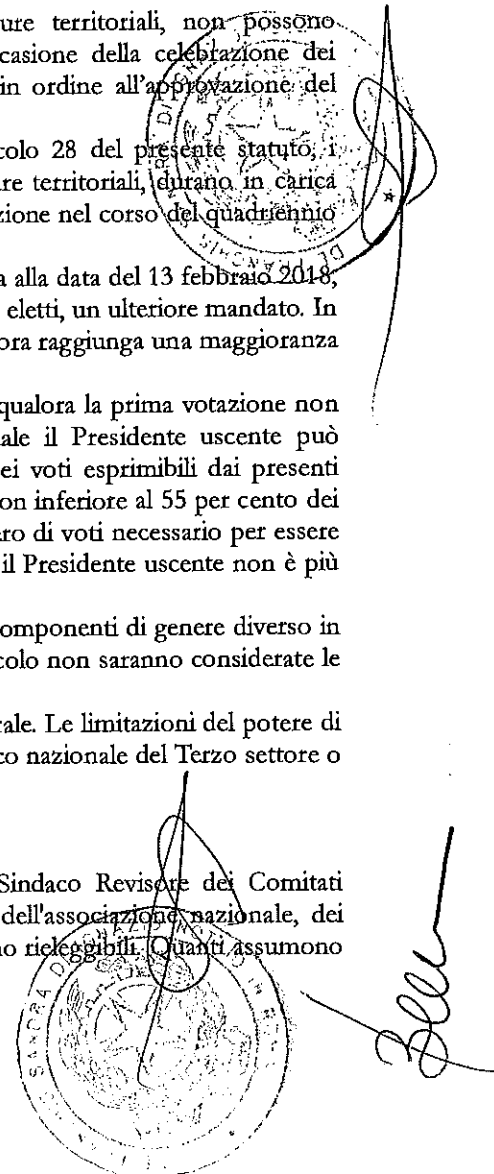 ure territoriali, non possono
casione della celebrazione dei
in ordine all'approvazione del
colo 28 del presente statuto, i
re territoriali, durano in carica
zione nel corso del quadriennio
a alla data del 13 febbraio 2018,
eletti, un ulteriore mandato. In
ora raggiunga una maggioranza
qualora la prima votazione non
ale il Presidente uscente può
ei voti esprimibili dai presenti
on inferiore al 55 per cento dei
ero di voti necessario per essere
il Presidente uscente non è più
componenti di genere diverso in
colo non saranno considerate le
rale. Le limitazioni del potere di
co nazionale del Terzo settore o
Sindaco Revisore dei Comitati
dell'associazione nazionale, dei
no rieleggibili. Quanti assumono
SANDRA DI